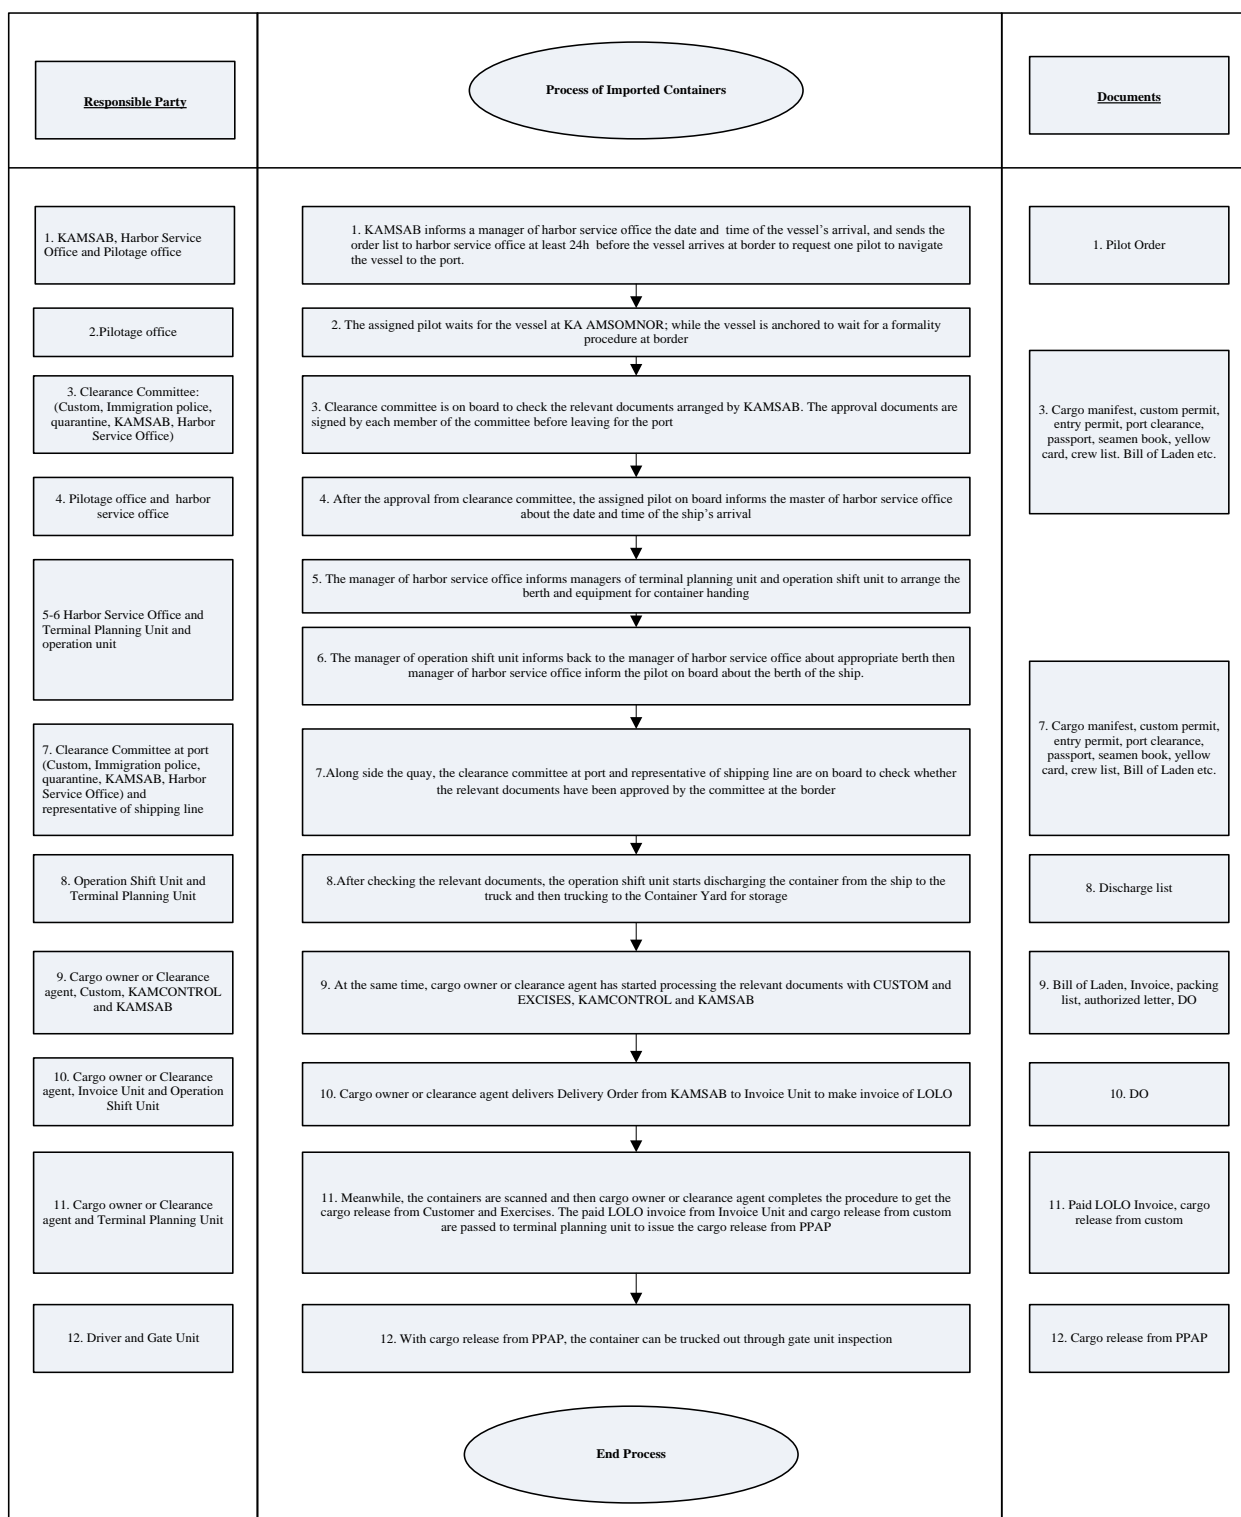 Responsible Party
Process of Imported Containers
Documents
1. KAMSAB, Harbor Service
Office and Pilotage office
1. KAMSAB informs a manager of harbor service office the date and time of the vessel’s arrival, and sends the
order list to harbor service office at least 24h before the vessel arrives at border to request one pilot to navigate
the vessel to the port.
1. Pilot Order
2.Pilotage office
2. The assigned pilot waits for the vessel at KA AMSOMNOR; while the vessel is anchored to wait for a formality
procedure at border
3. Clearance Committee:
(Custom, Immigration police,
quarantine, KAMSAB, Harbor
Service Office)
3. Clearance committee is on board to check the relevant documents arranged by KAMSAB. The approval documents are
signed by each member of the committee before leaving for the port
3. Cargo manifest, custom permit,
entry permit, port clearance,
passport, seamen book, yellow
card, crew list. Bill of Laden etc.
4. Pilotage office and harbor
service office
4. After the approval from clearance committee, the assigned pilot on board informs the master of harbor service office
about the date and time of the ship’s arrival
5-6 Harbor Service Office and
Terminal Planning Unit and
operation unit
5. The manager of harbor service office informs managers of terminal planning unit and operation shift unit to arrange the
berth and equipment for container handing
6. The manager of operation shift unit informs back to the manager of harbor service office about appropriate berth then
manager of harbor service office inform the pilot on board about the berth of the ship.
7. Clearance Committee at port
(Custom, Immigration police,
quarantine, KAMSAB, Harbor
Service Office) and
representative of shipping line
7.Along side the quay, the clearance committee at port and representative of shipping line are on board to check whether
the relevant documents have been approved by the committee at the border
7. Cargo manifest, custom permit,
entry permit, port clearance,
passport, seamen book, yellow
card, crew list, Bill of Laden etc.
8. Operation Shift Unit and
Terminal Planning Unit
8.After checking the relevant documents, the operation shift unit starts discharging the container from the ship to the
truck and then trucking to the Container Yard for storage
8. Discharge list
9. Cargo owner or Clearance
agent, Custom, KAMCONTROL
and KAMSAB
9. At the same time, cargo owner or clearance agent has started processing the relevant documents with CUSTOM and
EXCISES, KAMCONTROL and KAMSAB
9. Bill of Laden, Invoice, packing
list, authorized letter, DO
10. Cargo owner or Clearance
agent, Invoice Unit and Operation
Shift Unit
10. Cargo owner or clearance agent delivers Delivery Order from KAMSAB to Invoice Unit to make invoice of LOLO
10. DO
11. Cargo owner or Clearance
agent and Terminal Planning Unit
11. Meanwhile, the containers are scanned and then cargo owner or clearance agent completes the procedure to get the
cargo release from Customer and Exercises. The paid LOLO invoice from Invoice Unit and cargo release from custom
are passed to terminal planning unit to issue the cargo release from PPAP
11. Paid LOLO Invoice, cargo
release from custom
12. Driver and Gate Unit
12. With cargo release from PPAP, the container can be trucked out through gate unit inspection
12. Cargo release from PPAP
End Process